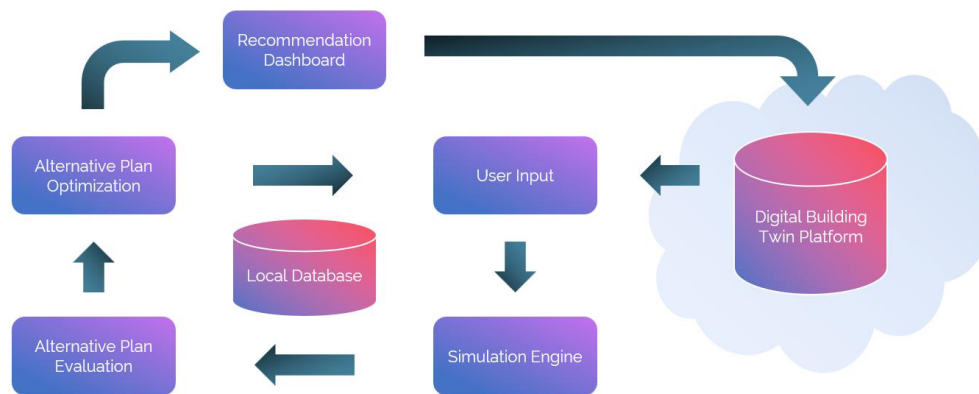 Recommendation
Dashboard
Alternative Plan
Optimization
User Input
Digital Building
Twin Platform
Local Database
Alternative Plan
Evaluation
Simulation Engine